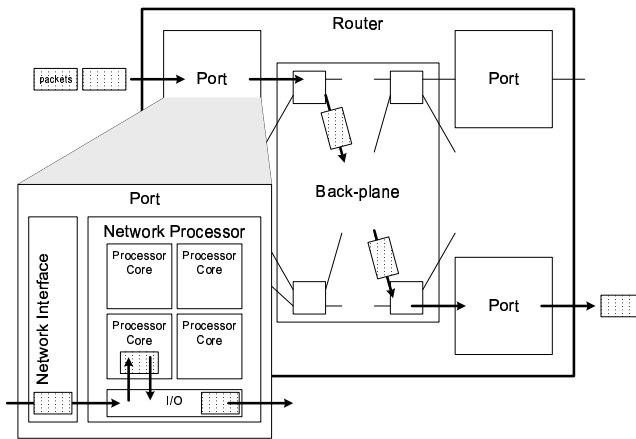 Router
packets
Port
Port
Back-plane
Port
Port
Network Interface
Network Processor
Processor
Core
Processor
Core
Processor
Core
Processor
Core
I/O